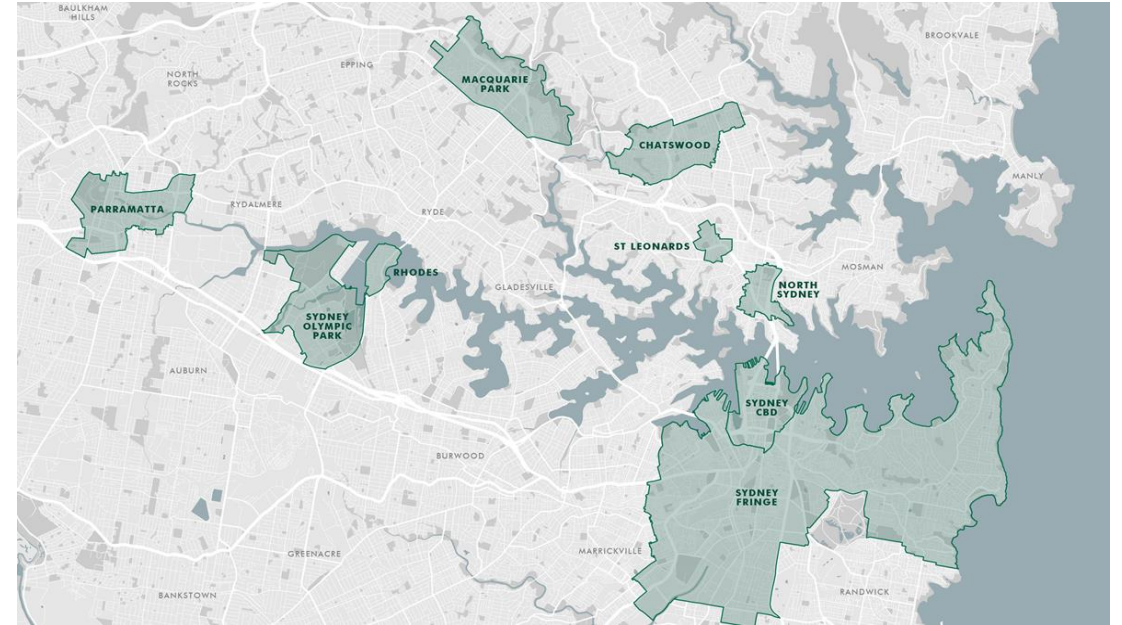 BAULKHAM
HILLS
BROOKVALE
EPPING
NORTH
ROCKS
MACQUARIE
PARK
CHATSWOOD
MANLY
PARRAMATTA
RYDALMERE
RYDE
ST LEONARDS
MOSMAN
RHODES
GLADESVILLE
NORTH
SYDNEY
SYDNEY
OLYMPIC
PARK
AUBURN
SYDNEY
CBD
BURWOOD
SYDNEY
FRINGE
GREENACRE
MARRICKVILLE
BANKSTOWN
RANDWICK